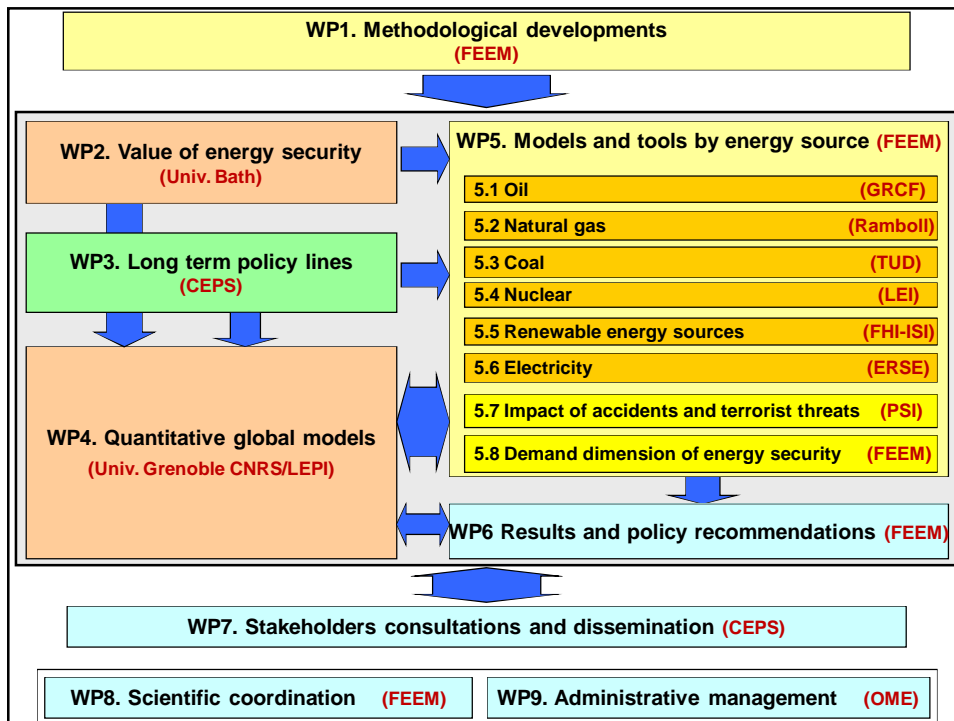 WP1. Methodological developments
(FEEM)
WP2. Value of energy security
(Univ. Bath)
WP3. Long term policy lines
(CEPS)
WP4. Quantitative global models
(Univ. Grenoble CNRS/LEPI)
WP5. Models and tools by energy source (FEEM)
5.1 Oil (GRCF)
5.2 Natural gas (Ramboll)
5.3 Coal (TUD)
5.4 Nuclear (LEI)
5.5 Renewable energy sources (FHI-ISI)
5.6 Electricity (ERSE)
5.7 Impact of accidents and terrorist threats (PSI)
5.8 Demand dimension of energy security (FEEM)
WP6 Results and policy recommendations (FEEM)
WP7. Stakeholders consultations and dissemination (CEPS)
WP8. Scientific coordination (FEEM)
WP9. Administrative management (OME)